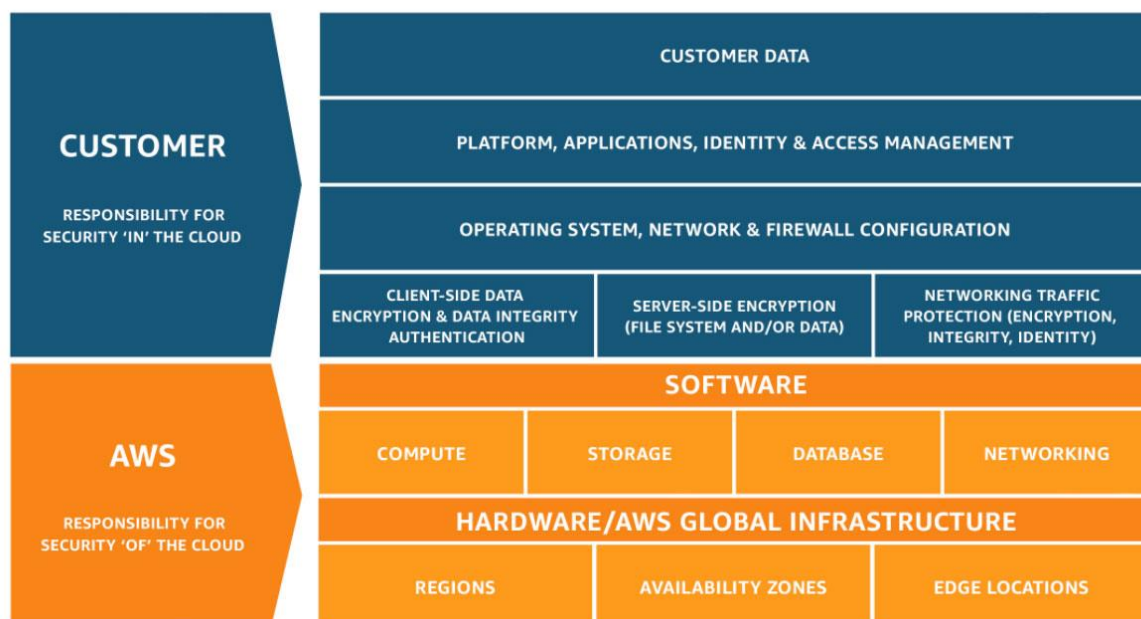 CUSTOMER
RESPONSIBILITY FOR
SECURITY ‘IN’ THE CLOUD
CUSTOMER DATA
PLATFORM, APPLICATIONS, IDENTITY & ACCESS MANAGEMENT
OPERATING SYSTEM, NETWORK & FIREWALL CONFIGURATION
CLIENT-SIDE DATA
ENCRYPTION & DATA INTEGRITY
AUTHENTICATION
SERVER-SIDE ENCRYPTION
(FILE SYSTEM AND/OR DATA)
NETWORKING TRAFFIC
PROTECTION (ENCRYPTION,
INTEGRITY, IDENTITY)
AWS
RESPONSIBILITY FOR
SECURITY ‘OF’ THE CLOUD
SOFTWARE
COMPUTE
STORAGE
DATABASE
NETWORKING
HARDWARE/AWS GLOBAL INFRASTRUCTURE
REGIONS
AVAILABILITY ZONES
EDGE LOCATIONS